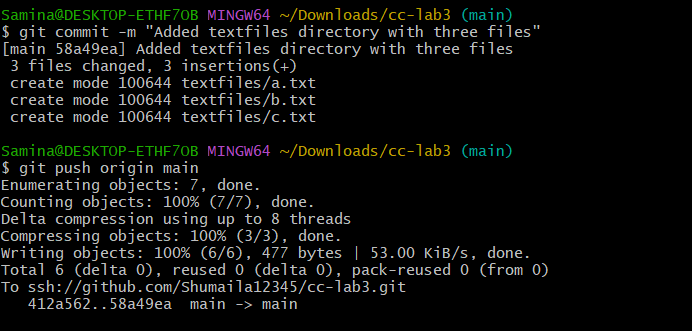 Samina@DESKTOP-ETHF7OB MINGW64 ~/Downloads/cc-lab3 (main)
$ git commit -m "Added textfiles directory with three files"
[main 58a49ea] Added textfiles directory with three files
 3 files changed, 3 insertions(+)
 create mode 100644 textfiles/a.txt
 create mode 100644 textfiles/b.txt
 create mode 100644 textfiles/c.txt

Samina@DESKTOP-ETHF7OB MINGW64 ~/Downloads/cc-lab3 (main)
$ git push origin main
Enumerating objects: 7, done.
Counting objects: 100% (7/7), done.
Delta compression using up to 8 threads
Compressing objects: 100% (3/3), done.
Writing objects: 100% (6/6), 477 bytes | 53.00 KiB/s, done.
Total 6 (delta 0), reused 0 (delta 0), pack-reused 0 (from 0)
To ssh://github.com/Shumaila12345/cc-lab3.git
   412a562..58a49ea  main -> main